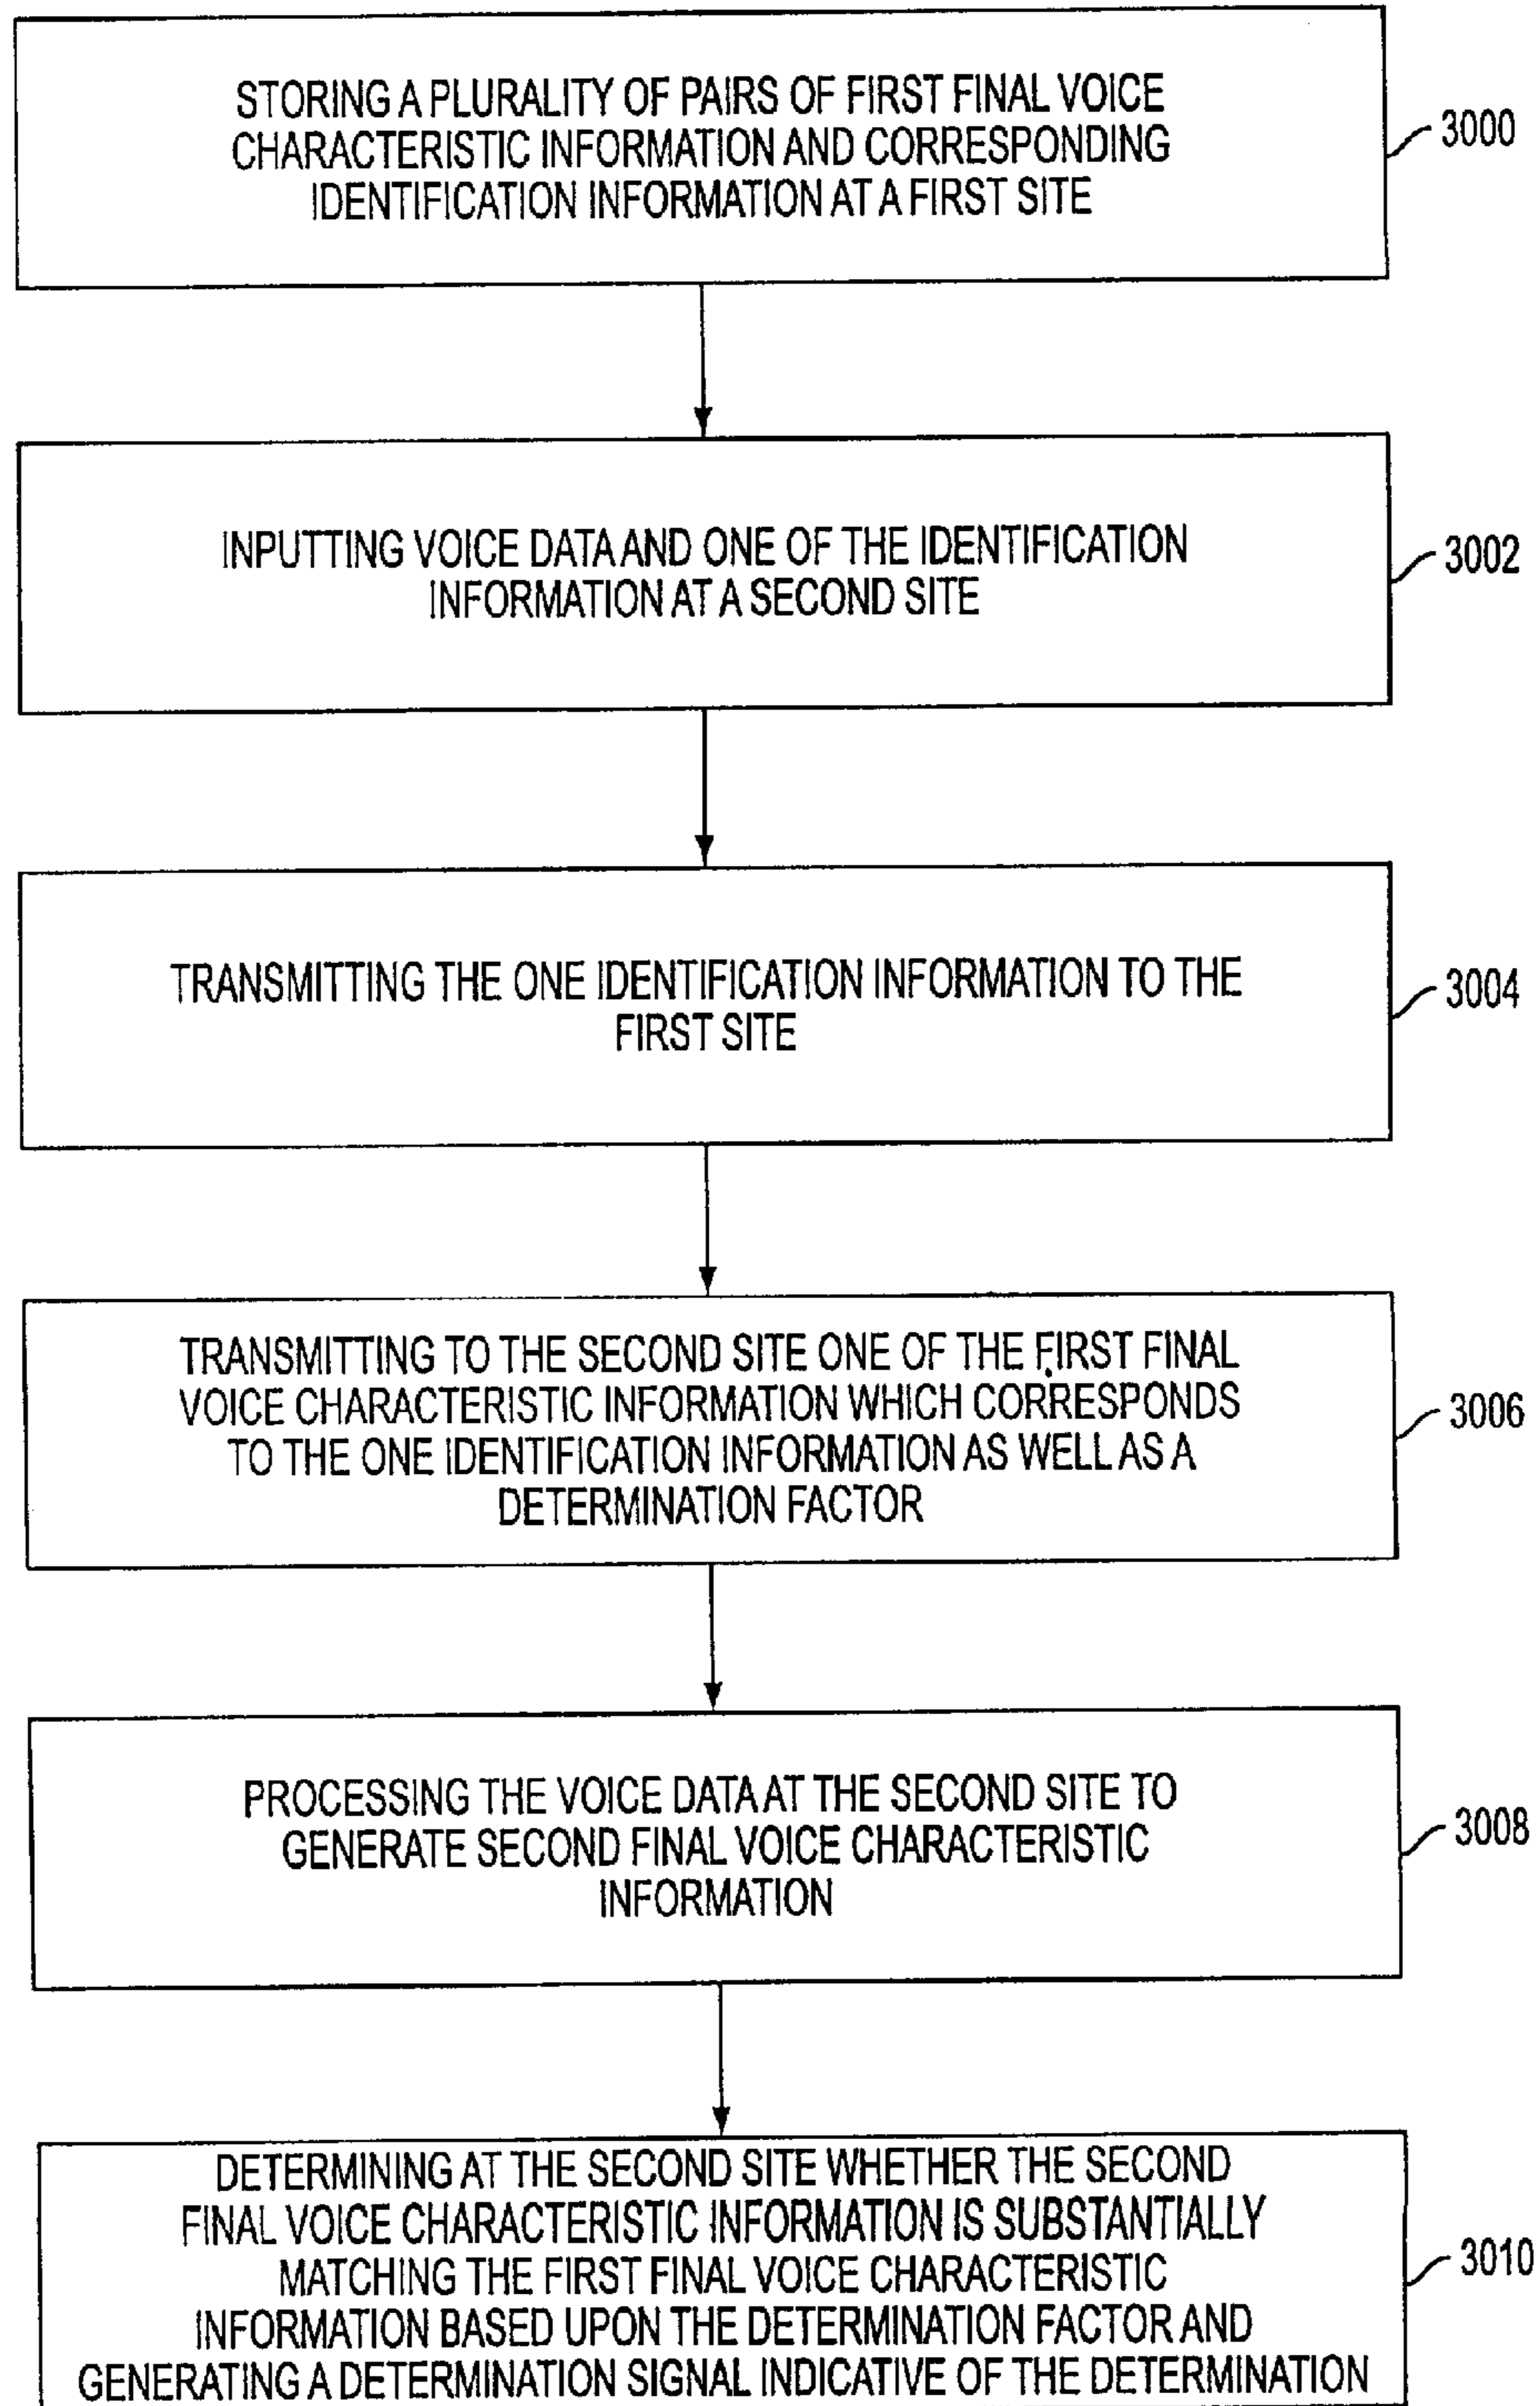 STORING A PLURALITY OF PAIRS OF FIRST FINAL VOICE
CHARACTERISTIC INFORMATION AND CORRESPONDING
IDENTIFICATION INFORMATION AT A FIRST SITE
3000
INPUTTING VOICE DATA AND ONE OF THE IDENTIFICATION
INFORMATION AT A SECOND SITE
3002
TRANSMITTING THE ONE IDENTIFICATION INFORMATION TO THE
FIRST SITE
3004
TRANSMITTING TO THE SECOND SITE ONE OF THE FIRST FINAL
VOICE CHARACTERISTIC INFORMATION WHICH CORRESPONDS
TO THE ONE IDENTIFICATION INFORMATION AS WELL AS A
DETERMINATION FACTOR
3006
PROCESSING THE VOICE DATA AT THE SECOND SITE TO
GENERATE SECOND FINAL VOICE CHARACTERISTIC
INFORMATION
3008
DETERMINING AT THE SECOND SITE WHETHER THE SECOND
FINAL VOICE CHARACTERISTIC INFORMATION IS SUBSTANTIALLY
MATCHING THE FIRST FINAL VOICE CHARACTERISTIC
INFORMATION BASED UPON THE DETERMINATION FACTOR AND
GENERATING A DETERMINATION SIGNAL INDICATIVE OF THE DETERMINATION
3010